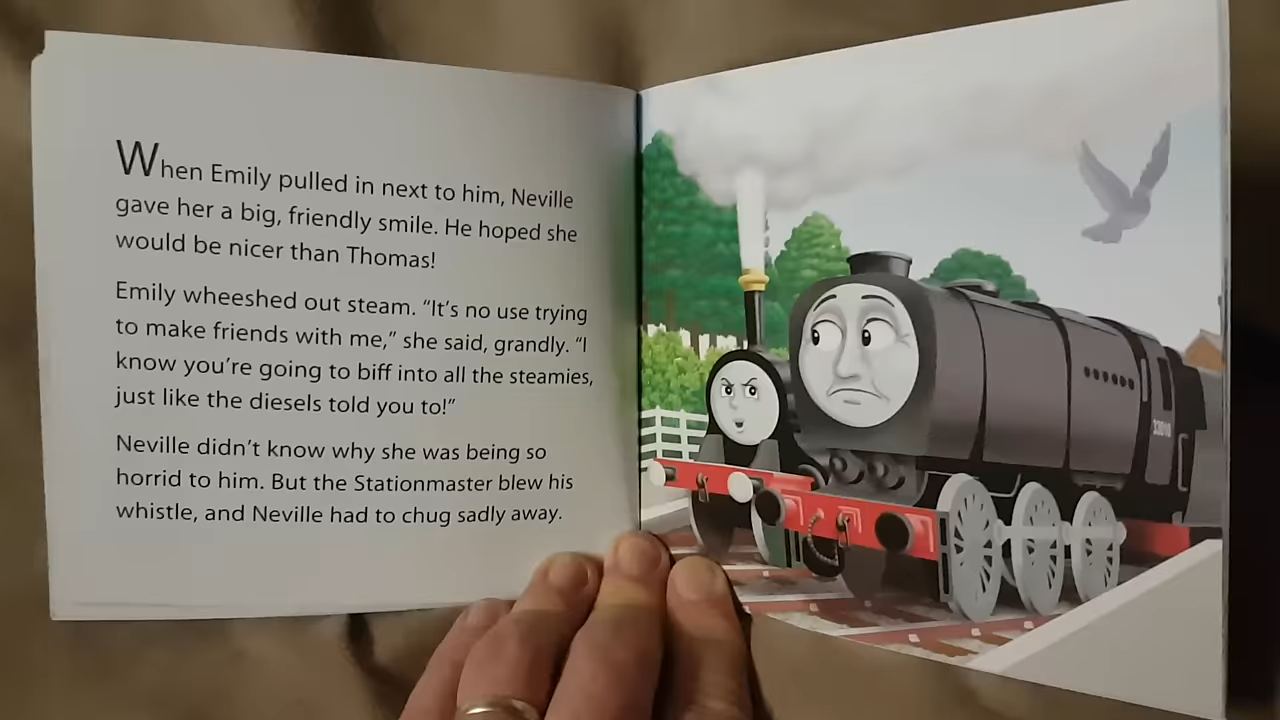 When Emily pulled in next to him, Neville
gave her a big, friendly smile. He hoped she
would be nicer than Thomas!
Emily wheeshed out steam. “It’s no use trying
to make friends with me,” she said, grandly. “I
know you’re going to biff into all the steamies,
just like the diesels told you to!”
Neville didn’t know why she was being so
horrid to him. But the Stationmaster blew his
whistle, and Neville had to chug sadly away.